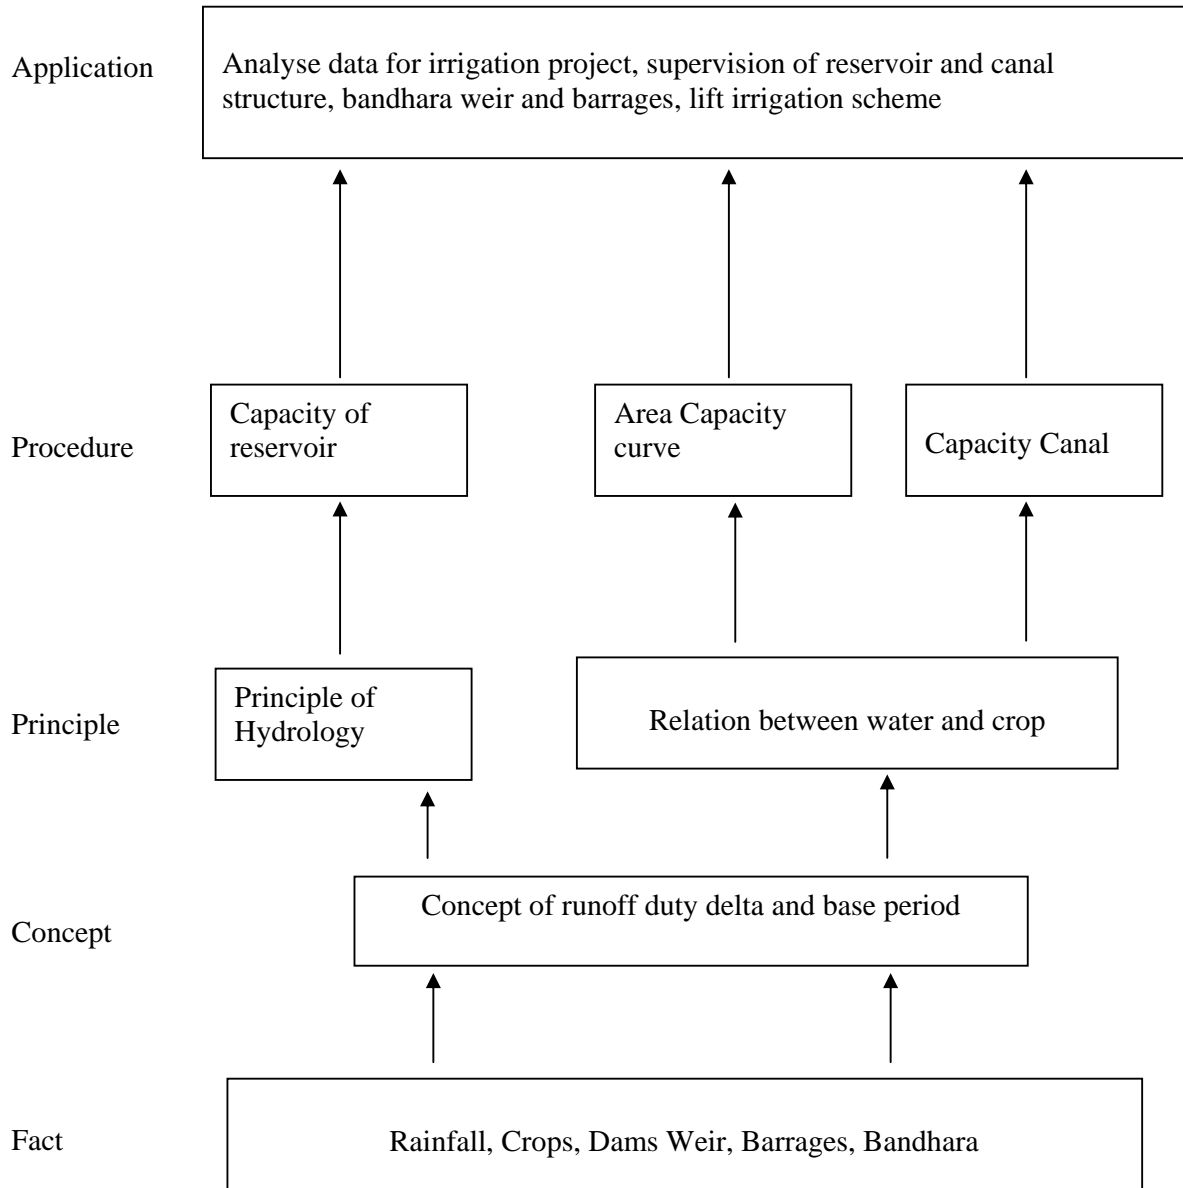 Application
Analyse data for irrigation project, supervision of reservoir and canal
structure, bandhara weir and barrages, lift irrigation scheme
Procedure
Capacity of
reservoir
Area Capacity
curve
Capacity Canal
Principle
Principle of
Hydrology
Relation between water and crop
Concept
Concept of runoff duty delta and base period
Fact
Rainfall, Crops, Dams Weir, Barrages, Bandhara